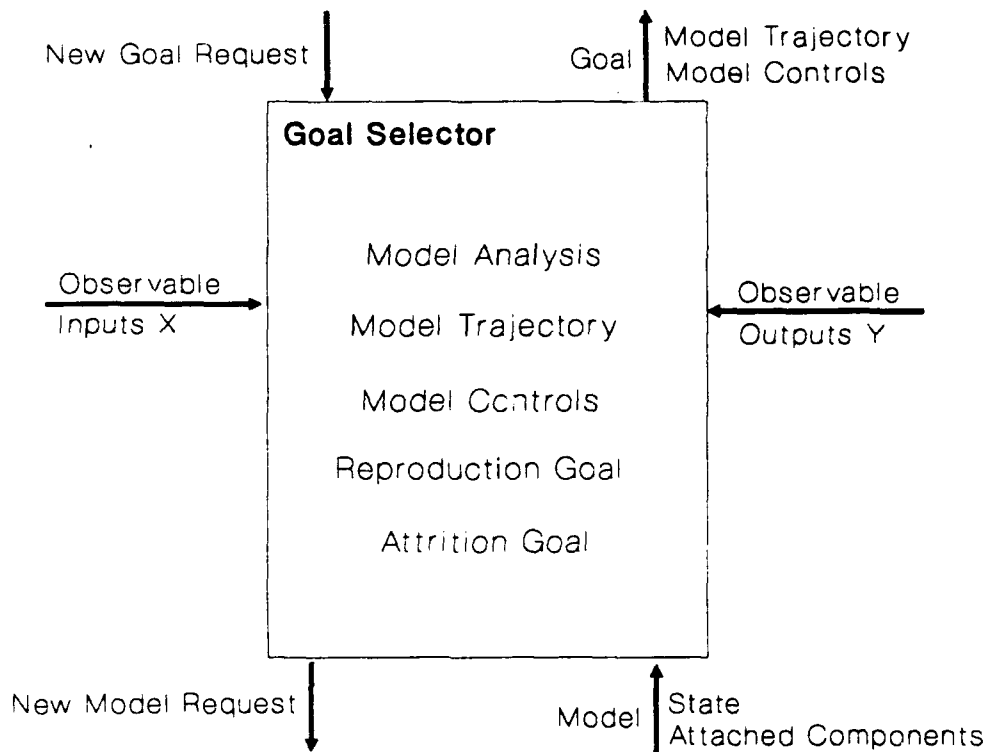 New Goal Request
Goal
Model Trajectory
Model Controls
Goal Selector
Model Analysis
Observable
Inputs X
Observable
Outputs Y
Model Trajectory
Model Controls
Reproduction Goal
Attrition Goal
New Model Request
Model
State
Attached Components